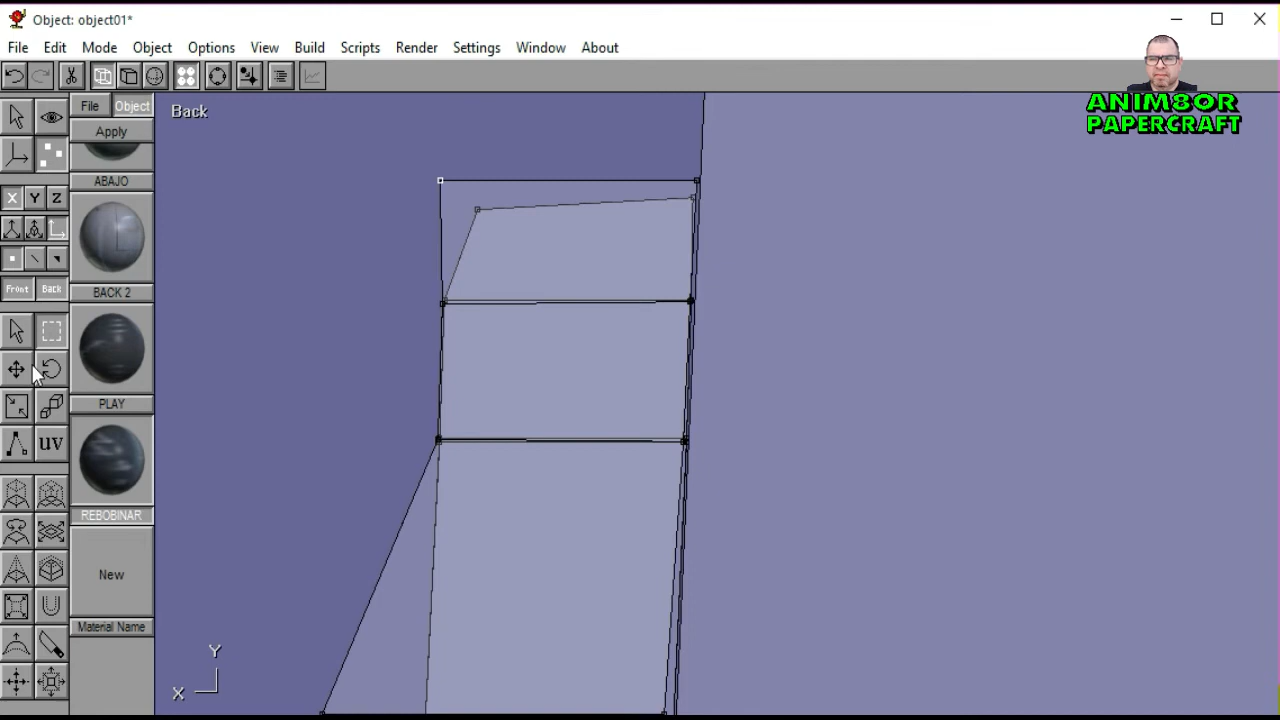 Object: object01*
File Edit Mode Object Options View Build Scripts Render Settings Window About
ANIM8OR
PAPERCRAFT
File Object
Apply
Back
ABAJO
X Y Z
Front Back
BACK 2
PLAY
uv
REBOBINAR
New
Material Name
Y
X